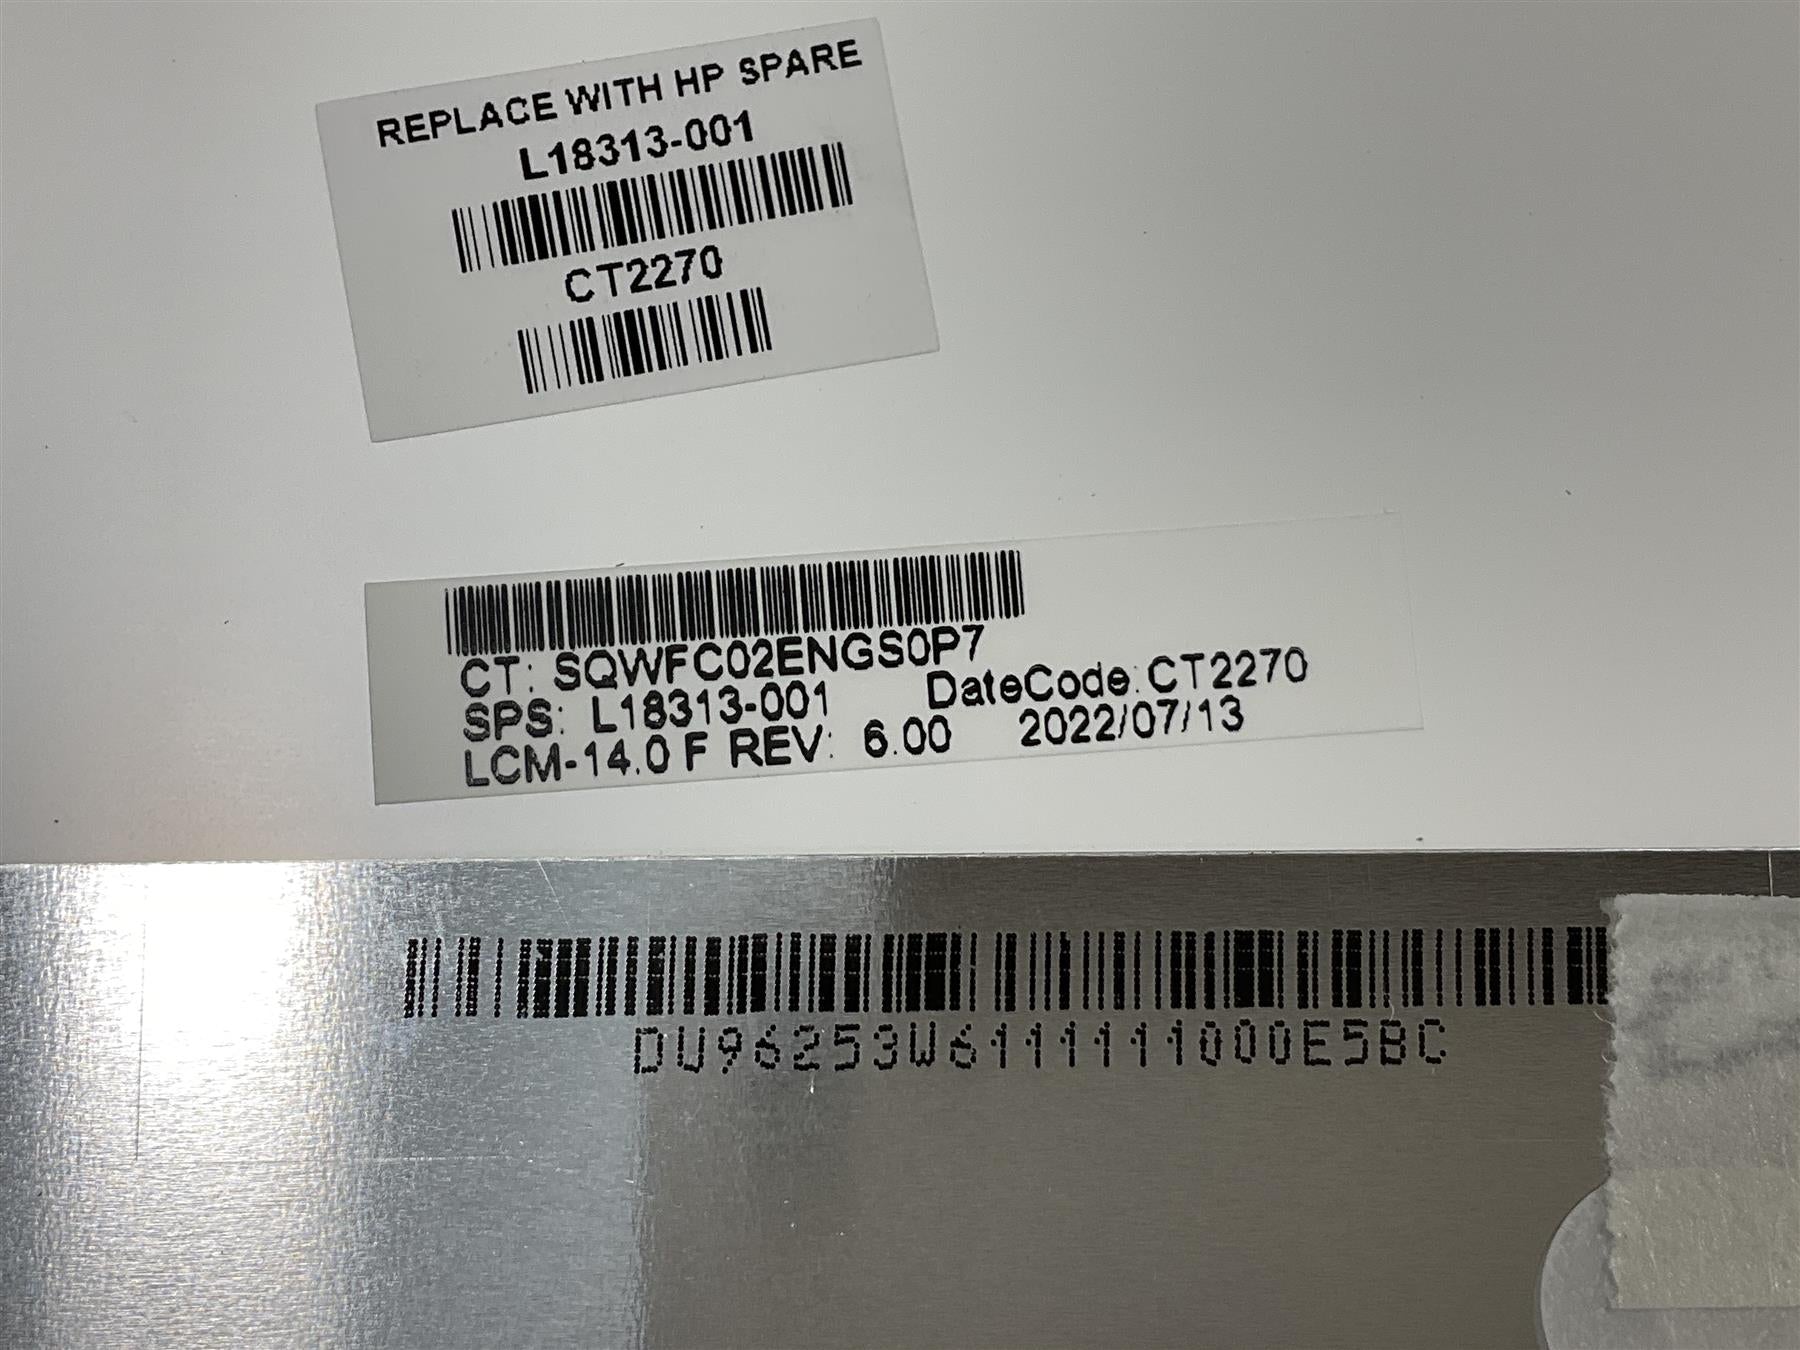 REPLACE WITH HP SPARE
L18313-001
CT2270
CT: SQWFC02ENGS0P7
SPS: L18313-001 DateCode: CT2270
LCM-14.0 F REV: 6.00 2022/07/13
DU96253W6111111000E5BC